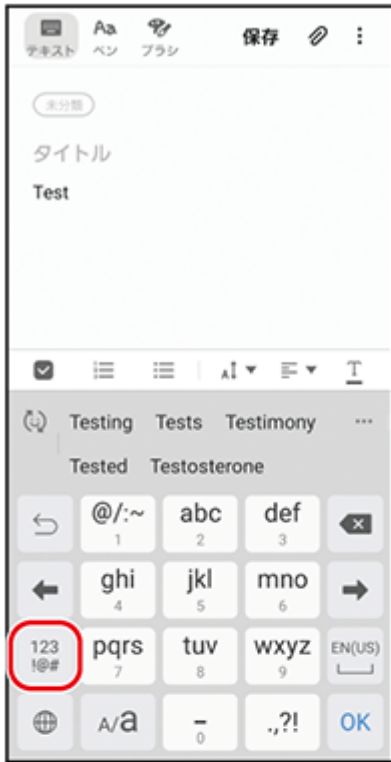 Aa
テキスト ペン ブラシ 保存
未分類
タイトル
Test
T
Testing Tests Testimony ...
Tested Testosterone
@/:~ abc def
1 2 3
ghi jkl mno
4 5 6
123 pqrs tuv wxyz EN(US)
!@# 7 8 9
A/a - .,?! OK
0